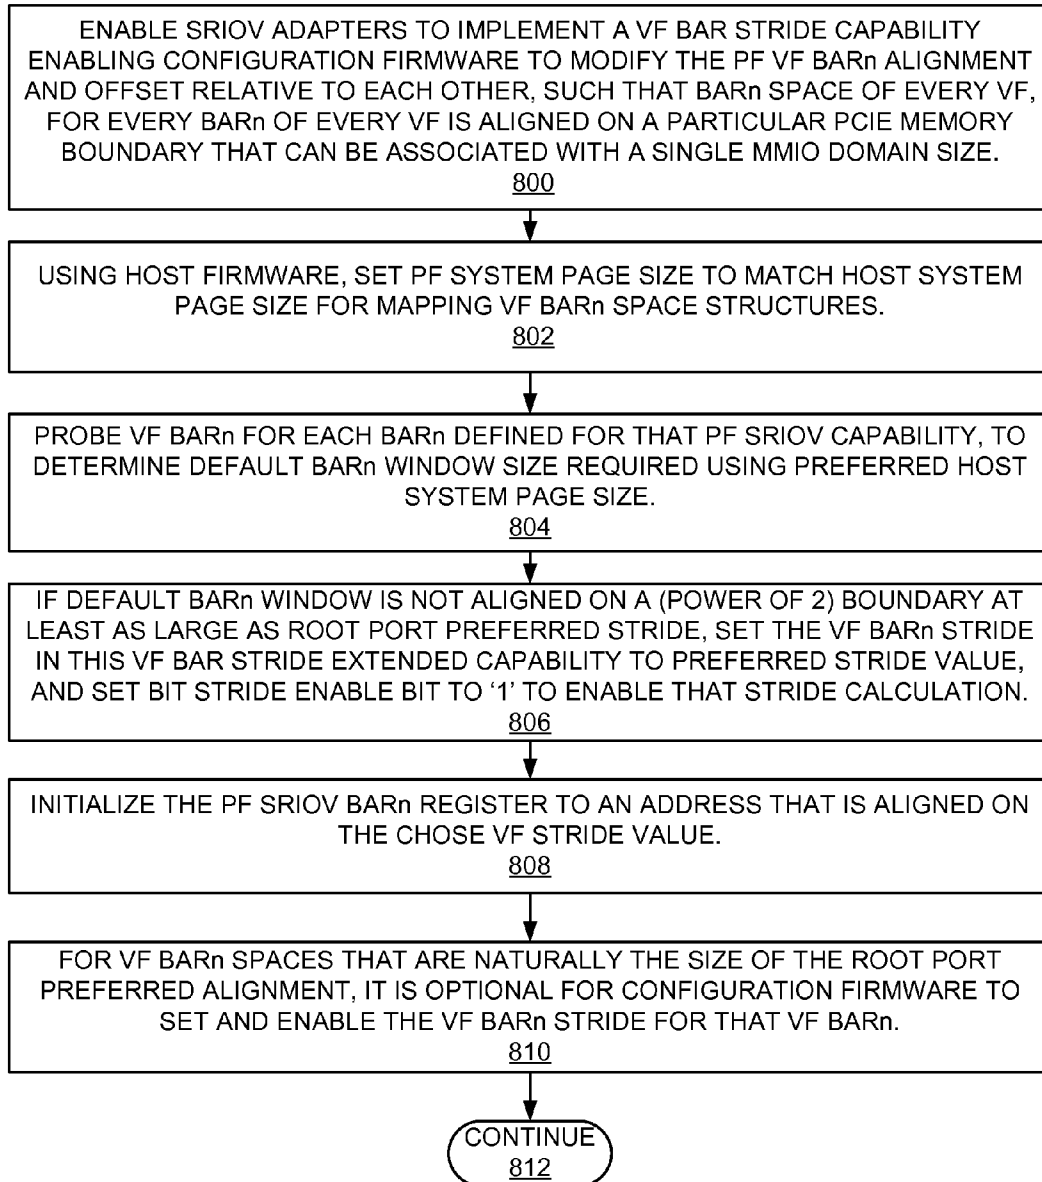 ENABLE SRIOV ADAPTERS TO IMPLEMENT A VF BAR STRIDE CAPABILITY
ENABLING CONFIGURATION FIRMWARE TO MODIFY THE PF VF BARn ALIGNMENT
AND OFFSET RELATIVE TO EACH OTHER, SUCH THAT BARn SPACE OF EVERY VF,
FOR EVERY BARn OF EVERY VF IS ALIGNED ON A PARTICULAR PCIE MEMORY
BOUNDARY THAT CAN BE ASSOCIATED WITH A SINGLE MMIO DOMAIN SIZE.
800
USING HOST FIRMWARE, SET PF SYSTEM PAGE SIZE TO MATCH HOST SYSTEM
PAGE SIZE FOR MAPPING VF BARn SPACE STRUCTURES.
802
PROBE VF BARn FOR EACH BARn DEFINED FOR THAT PF SRIOV CAPABILITY, TO
DETERMINE DEFAULT BARn WINDOW SIZE REQUIRED USING PREFERRED HOST
SYSTEM PAGE SIZE.
804
IF DEFAULT BARn WINDOW IS NOT ALIGNED ON A (POWER OF 2) BOUNDARY AT
LEAST AS LARGE AS ROOT PORT PREFERRED STRIDE, SET THE VF BARn STRIDE
IN THIS VF BAR STRIDE EXTENDED CAPABILITY TO PREFERRED STRIDE VALUE,
AND SET BIT STRIDE ENABLE BIT TO ‘1’ TO ENABLE THAT STRIDE CALCULATION.
806
INITIALIZE THE PF SRIOV BARn REGISTER TO AN ADDRESS THAT IS ALIGNED ON
THE CHOSE VF STRIDE VALUE.
808
FOR VF BARn SPACES THAT ARE NATURALLY THE SIZE OF THE ROOT PORT
PREFERRED ALIGNMENT, IT IS OPTIONAL FOR CONFIGURATION FIRMWARE TO
SET AND ENABLE THE VF BARn STRIDE FOR THAT VF BARn.
810
CONTINUE
812